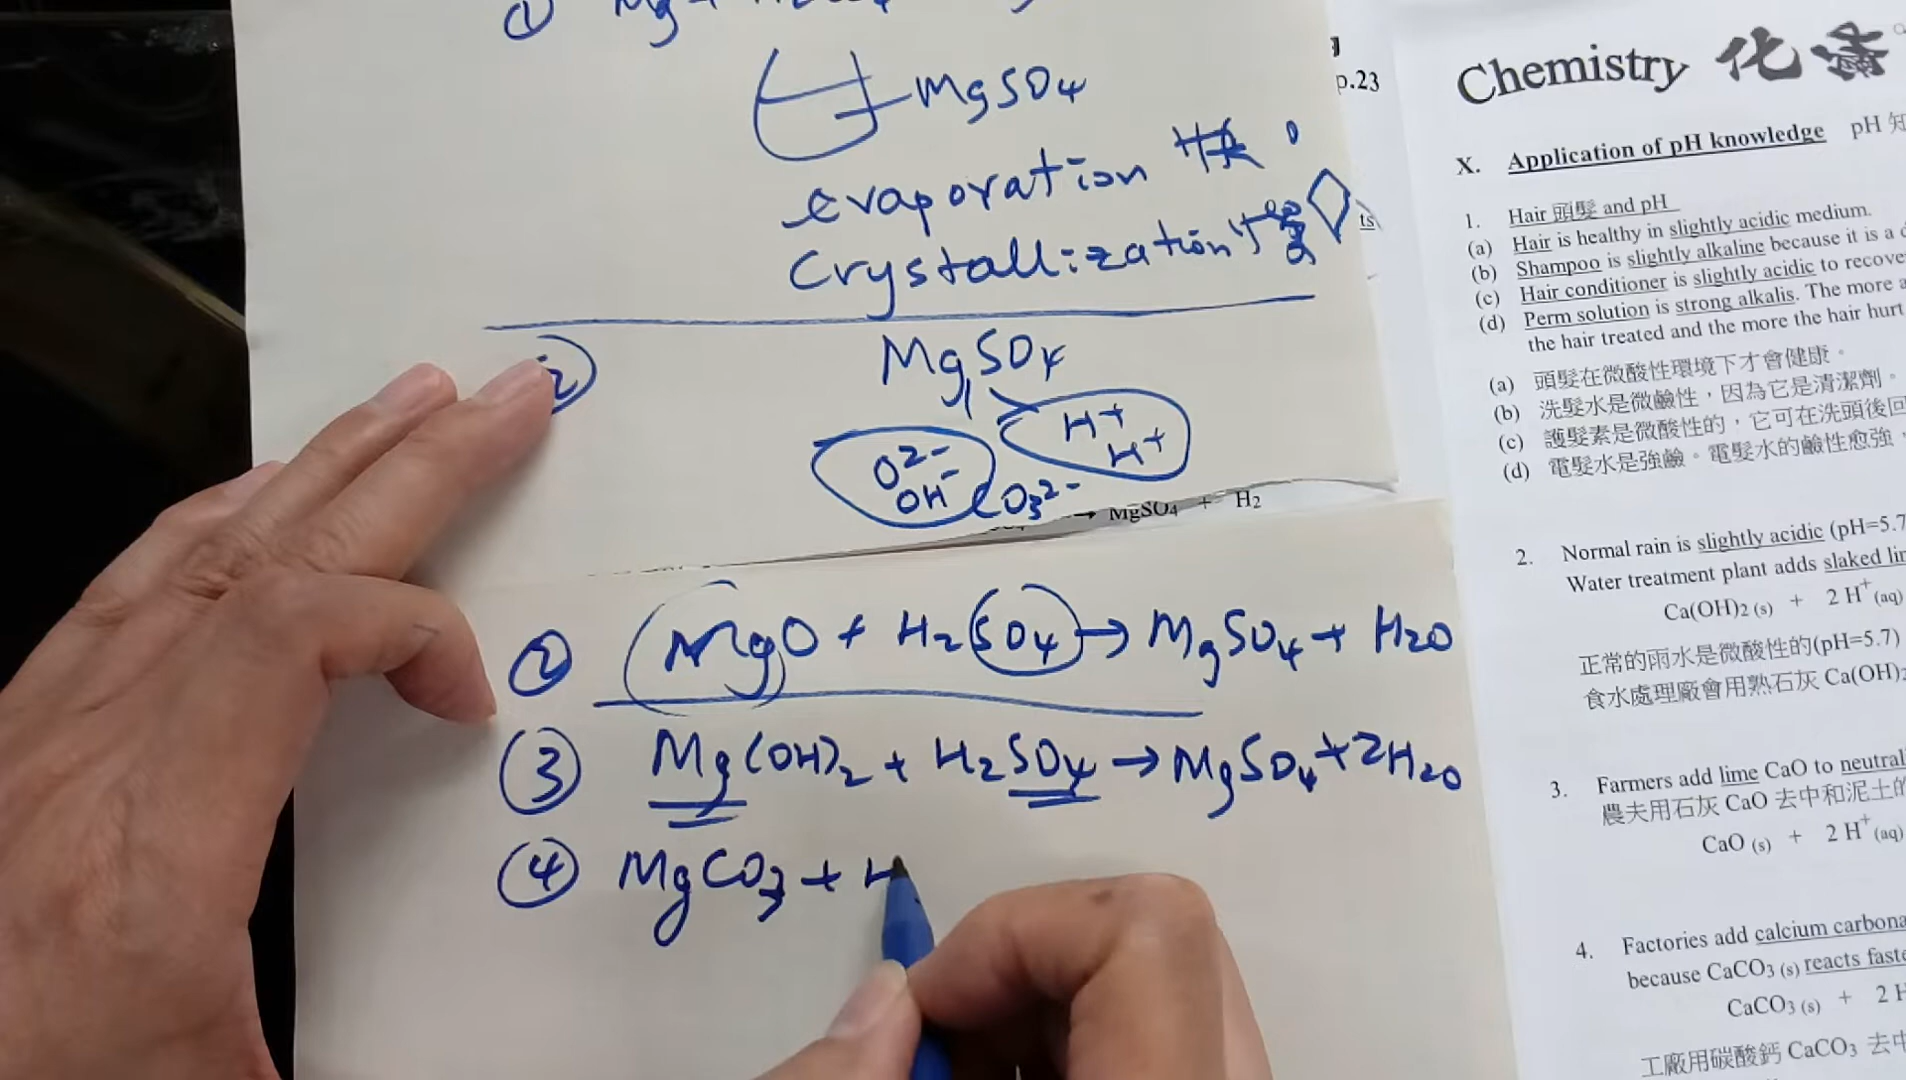 ①
MgSO4
evaporation
Crystallization
MgSO4
H+
H+
O2-
OH-
CO3 2-
→ MgSO4 + H2
② MgO + H2SO4 → MgSO4 + H2O
③ Mg(OH)2 + H2SO4 → MgSO4 + 2H2O
④ MgCO3 + H
p.23
ts
Chemistry 化
X. Application of pH knowledge pH 知
1. Hair 頭髮 and pH
(a) Hair is healthy in slightly acidic medium.
(b) Shampoo is slightly alkaline because it is a
(c) Hair conditioner is slightly acidic to recove
(d) Perm solution is strong alkalis. The more a
the hair treated and the more the hair hurt
(a) 頭髮在微酸性環境下才會健康。
(b) 洗髮水是微鹼性，因為它是清潔劑。
(c) 護髮素是微酸性的，它可在洗頭後回
(d) 電髮水是強鹼。電髮水的鹼性愈強，
2. Normal rain is slightly acidic (pH=5.7
Water treatment plant adds slaked lim
Ca(OH)2 (s) + 2 H+ (aq)
正常的雨水是微酸性的(pH=5.7)
食水處理廠會用熟石灰 Ca(OH)2
3. Farmers add lime CaO to neutral
農夫用石灰 CaO 去中和泥土的
CaO (s) + 2 H+ (aq)
4. Factories add calcium carbona
because CaCO3 (s) reacts faste
CaCO3 (s) + 2 H
工廠用碳酸鈣 CaCO3 去中